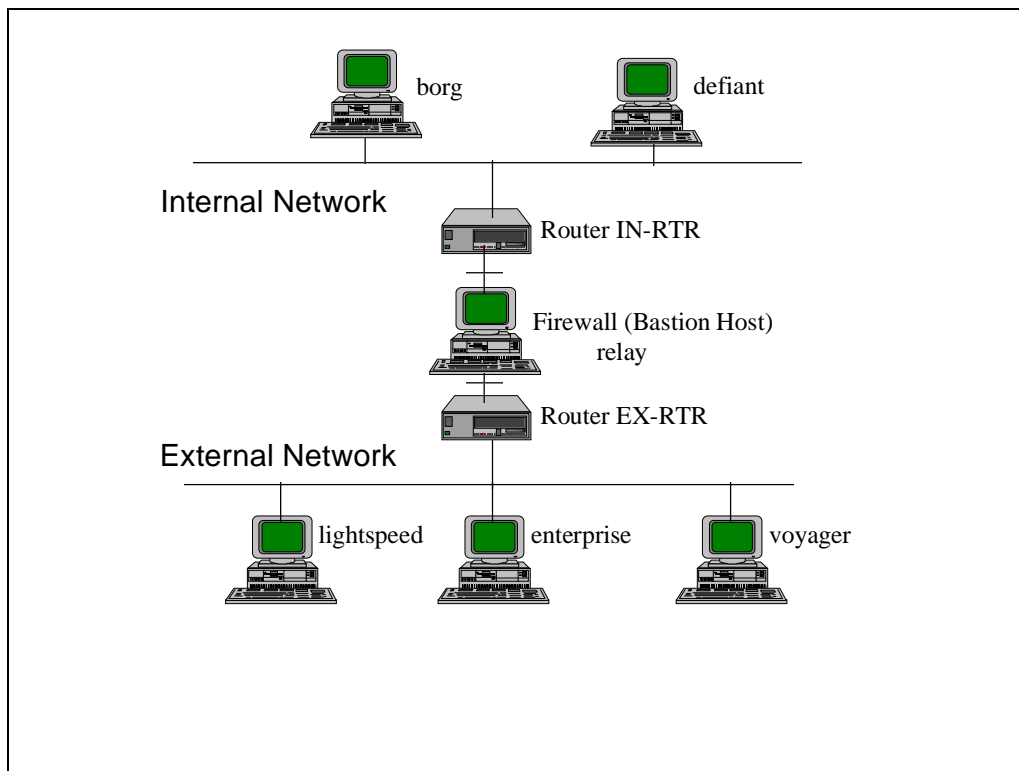 borg
defiant
Internal Network
Router IN-RTR
Firewall (Bastion Host)
relay
Router EX-RTR
External Network
lightspeed
enterprise
voyager